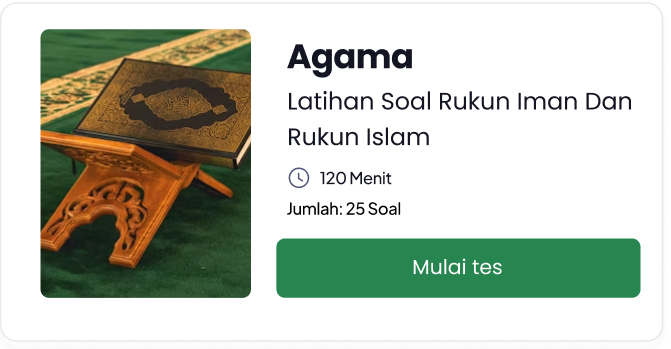 Agama
Latihan Soal Rukun Iman Dan
Rukun Islam
120 Menit
Jumlah: 25 Soal
Mulai tes